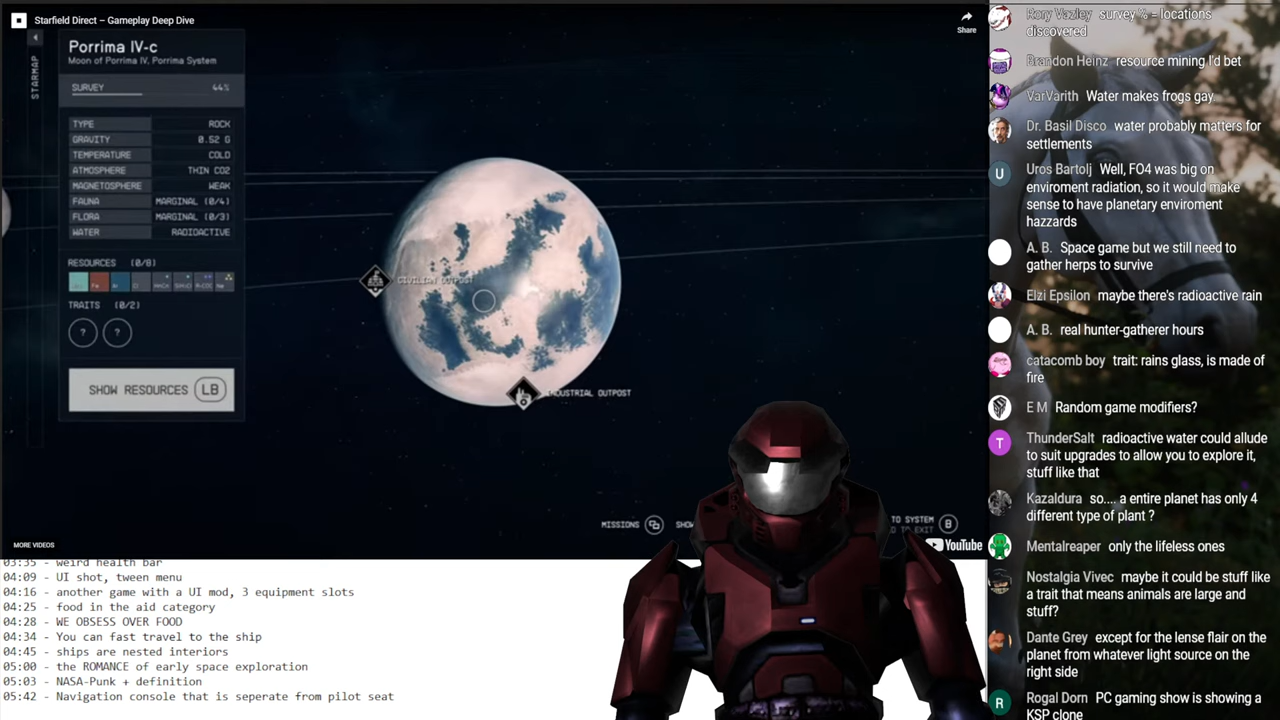 Starfield Direct – Gameplay Deep Dive
Share
STARMAP
Porrima IV-c
Moon of Porrima IV, Porrima System
SURVEY 44%
TYPE ROCK
GRAVITY 0.52 G
TEMPERATURE COLD
ATMOSPHERE THIN CO2
MAGNETOSPHERE WEAK
FAUNA MARGINAL (0/4)
FLORA MARGINAL (0/3)
WATER RADIOACTIVE
RESOURCES (0/8)
TRAITS (0/2)
? ?
SHOW RESOURCES LB
CIVILIAN OUTPOST
INDUSTRIAL OUTPOST
MISSIONS
TO SYSTEM B
TO EXIT
MORE VIDEOS
YouTube
03:35 - weird health bar
04:09 - UI shot, tween menu
04:16 - another game with a UI mod, 3 equipment slots
04:25 - food in the aid category
04:28 - WE OBSESS OVER FOOD
04:34 - You can fast travel to the ship
04:45 - ships are nested interiors
05:00 - the ROMANCE of early space exploration
05:03 - NASA-Punk + definition
05:42 - Navigation console that is seperate from pilot seat
Rory Vazley survey % = locations
discovered
Brandon Heinz resource mining I'd bet
VarVarith Water makes frogs gay.
Dr. Basil Disco water probably matters for
settlements
U
Uros Bartolj Well, FO4 was big on
enviroment radiation, so it would make
sense to have planetary enviroment
hazzards
A. B. Space game but we still need to
gather herps to survive
Elzi Epsilon maybe there's radioactive rain
A. B. real hunter-gatherer hours
catacomb boy trait: rains glass, is made of
fire
E M Random game modifiers?
T
ThunderSalt radioactive water could allude
to suit upgrades to allow you to explore it,
stuff like that
Kazaldura so.... a entire planet has only 4
different type of plant ?
Mentalreaper only the lifeless ones
Nostalgia Vivec maybe it could be stuff like
a trait that means animals are large and
stuff?
Dante Grey except for the lense flair on the
planet from whatever light source on the
right side
R
Rogal Dorn PC gaming show is showing a
KSP clone